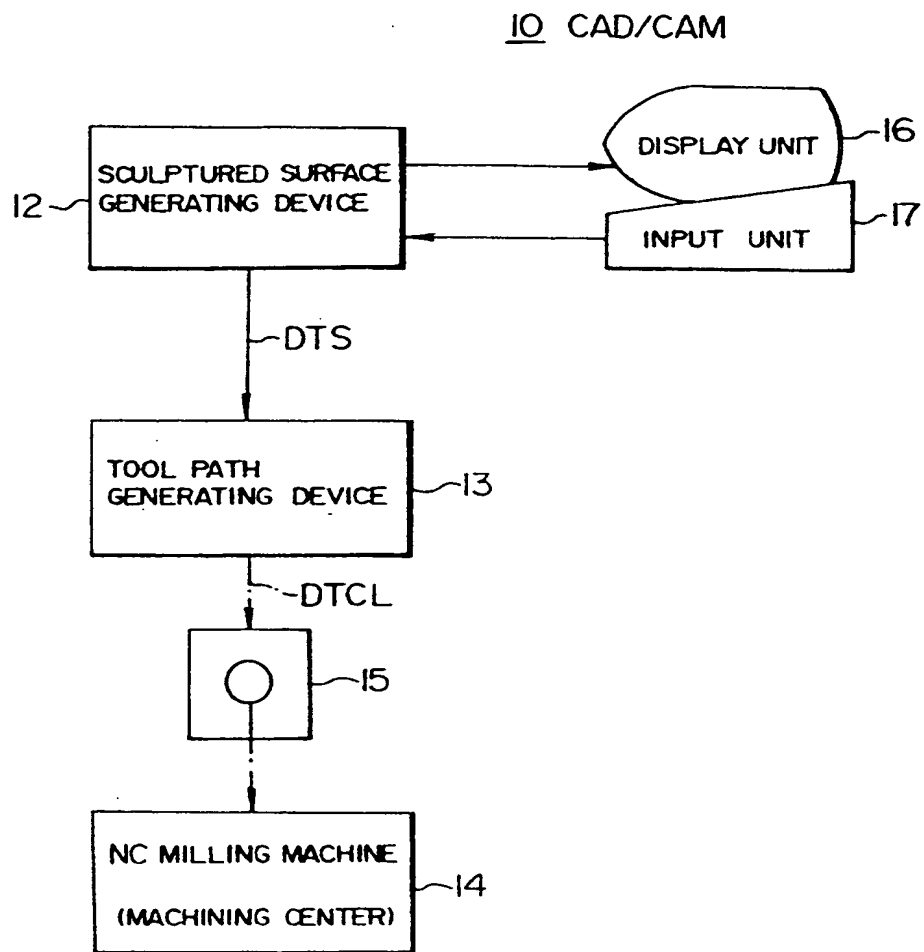 10 CAD/CAM
SCULPTURED SURFACE
GENERATING DEVICE
12
DISPLAY UNIT
16
INPUT UNIT
17
DTS
TOOL PATH
GENERATING DEVICE
13
DTCL
15
NC MILLING MACHINE
(MACHINING CENTER)
14